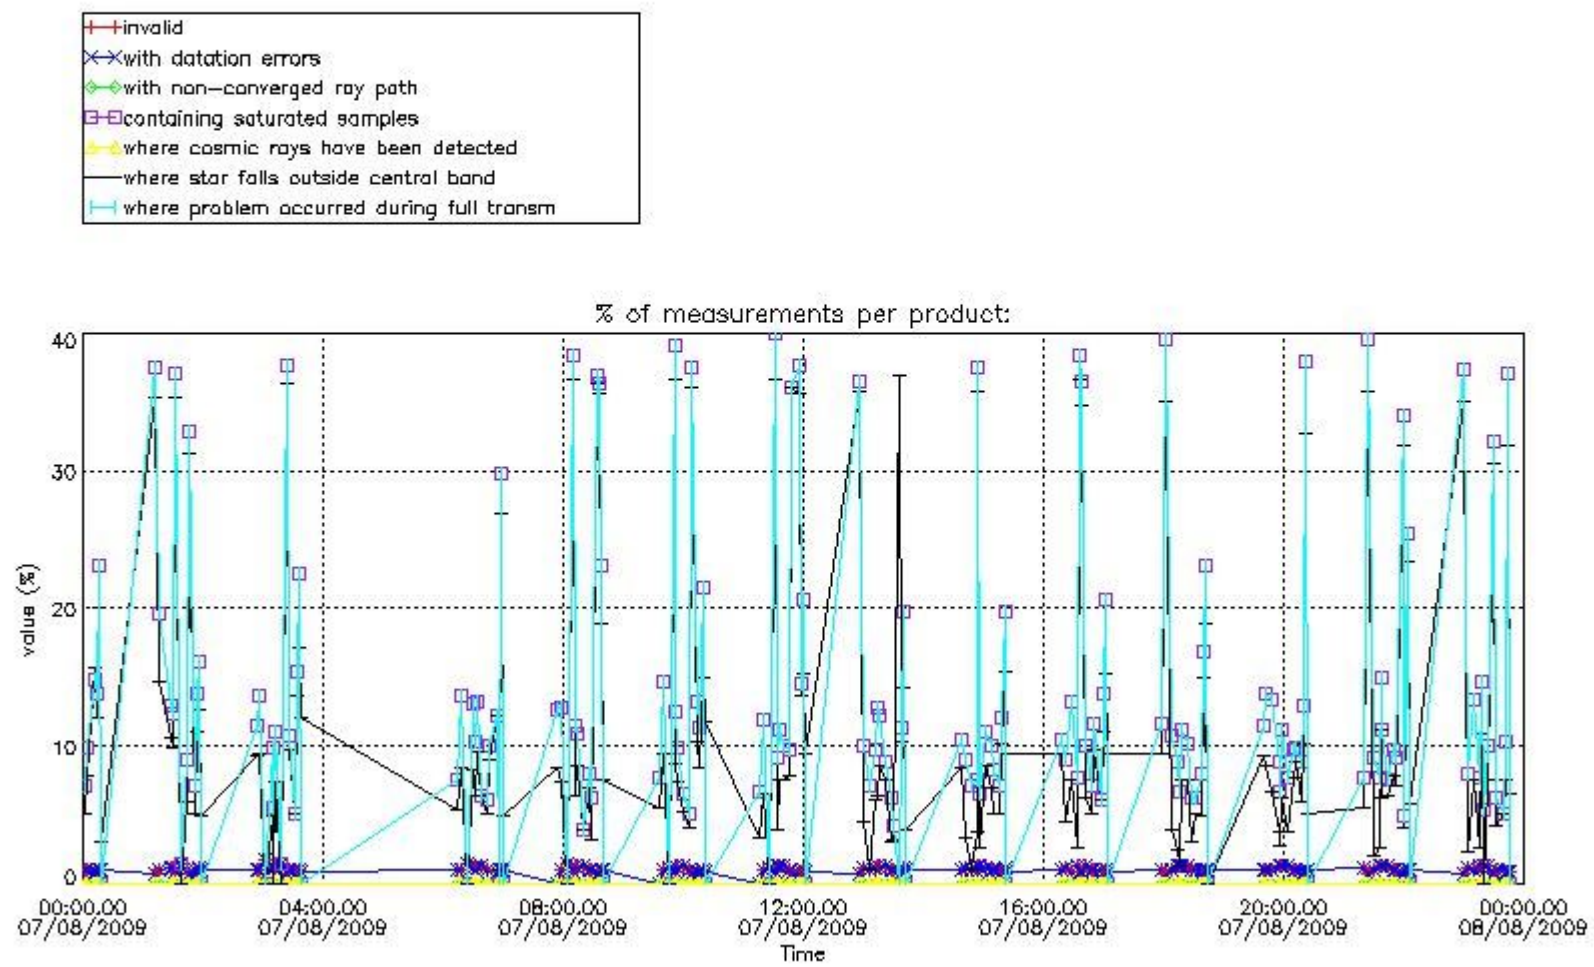 invalid
with datation errors
with non-converged ray path
containing saturated samples
where cosmic rays have been detected
where star falls outside central band
where problem occurred during full transm
% of measurements per product:
40
30
20
10
0
value (%)
00:00:00 04:00:00 08:00:00 12:00:00 16:00:00 20:00:00 00:00:00
07/08/2009 07/08/2009 07/08/2009 07/08/2009 07/08/2009 07/08/2009 08/08/2009
Time